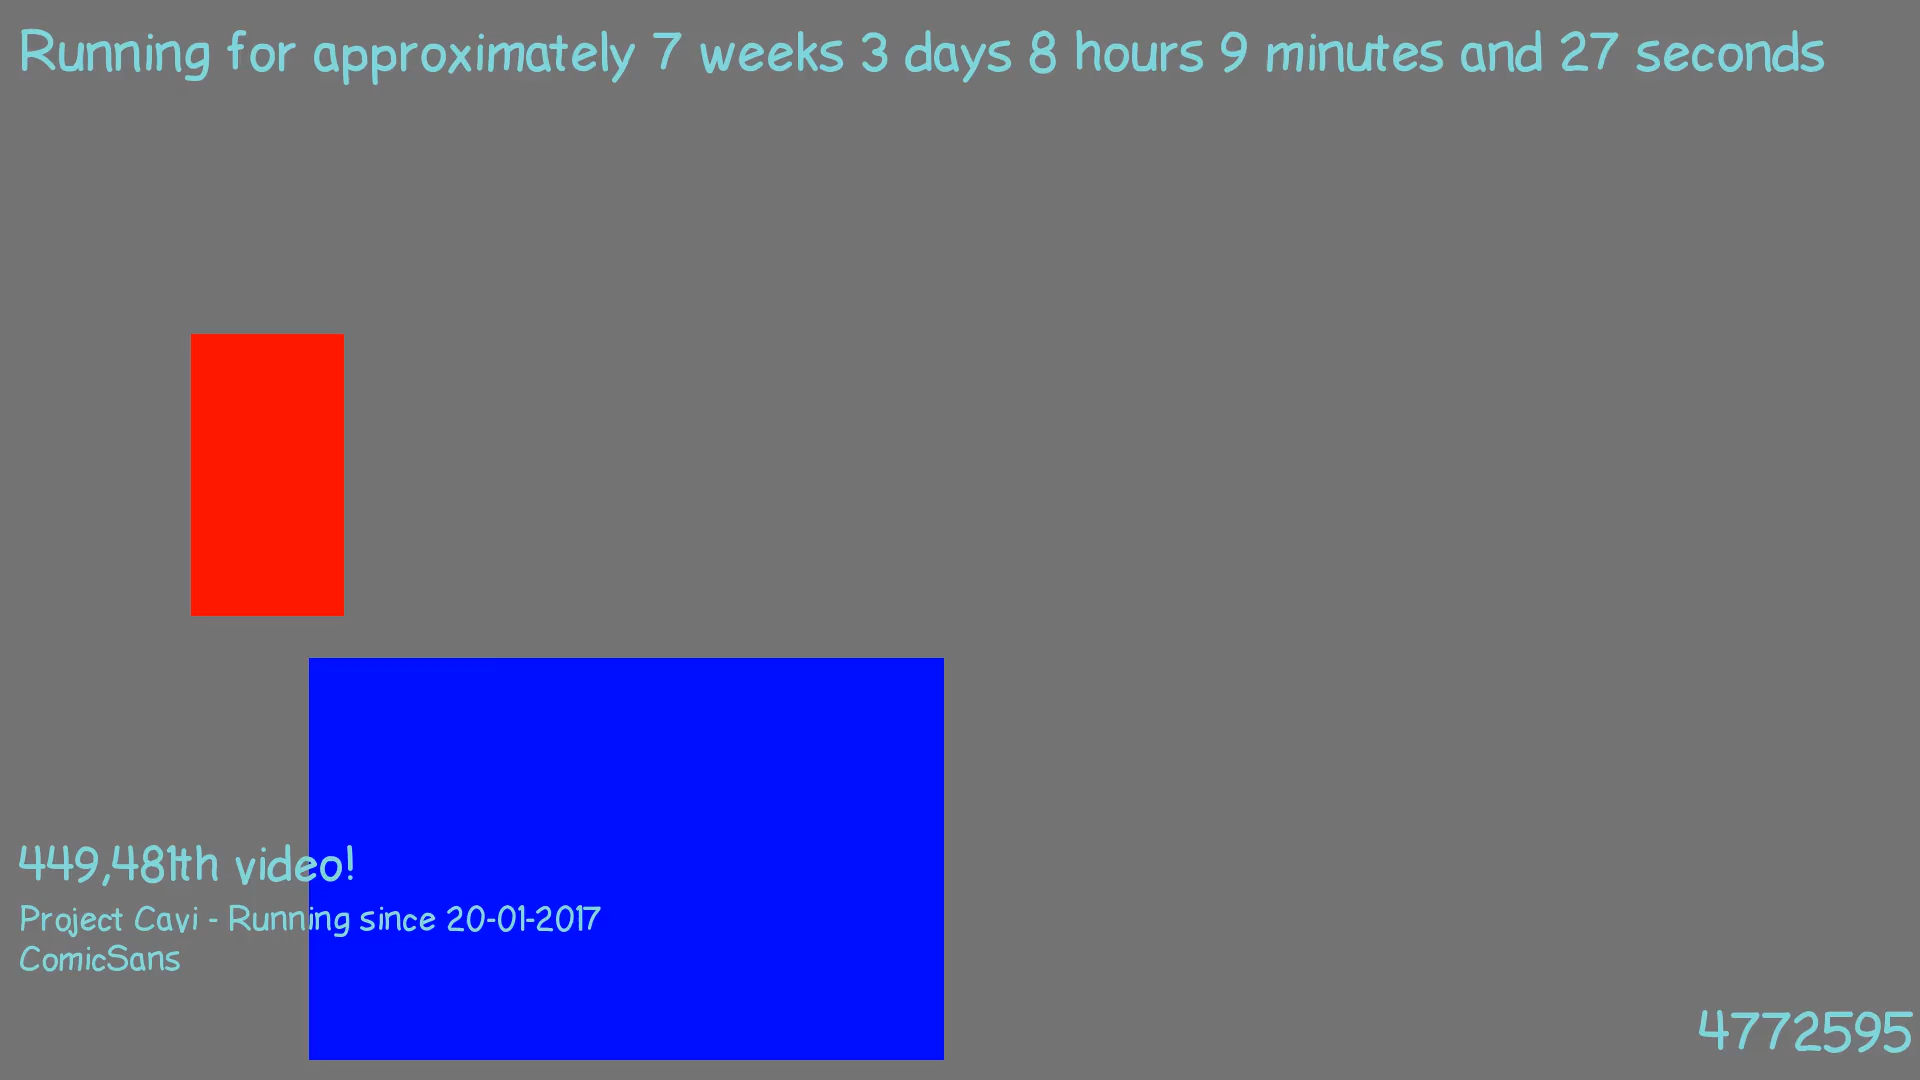 Running for approximately 7 weeks 3 days 8 hours 9 minutes and 27 seconds
449,481th video!
Project Cavi - Running since 20-01-2017
ComicSans
4772595